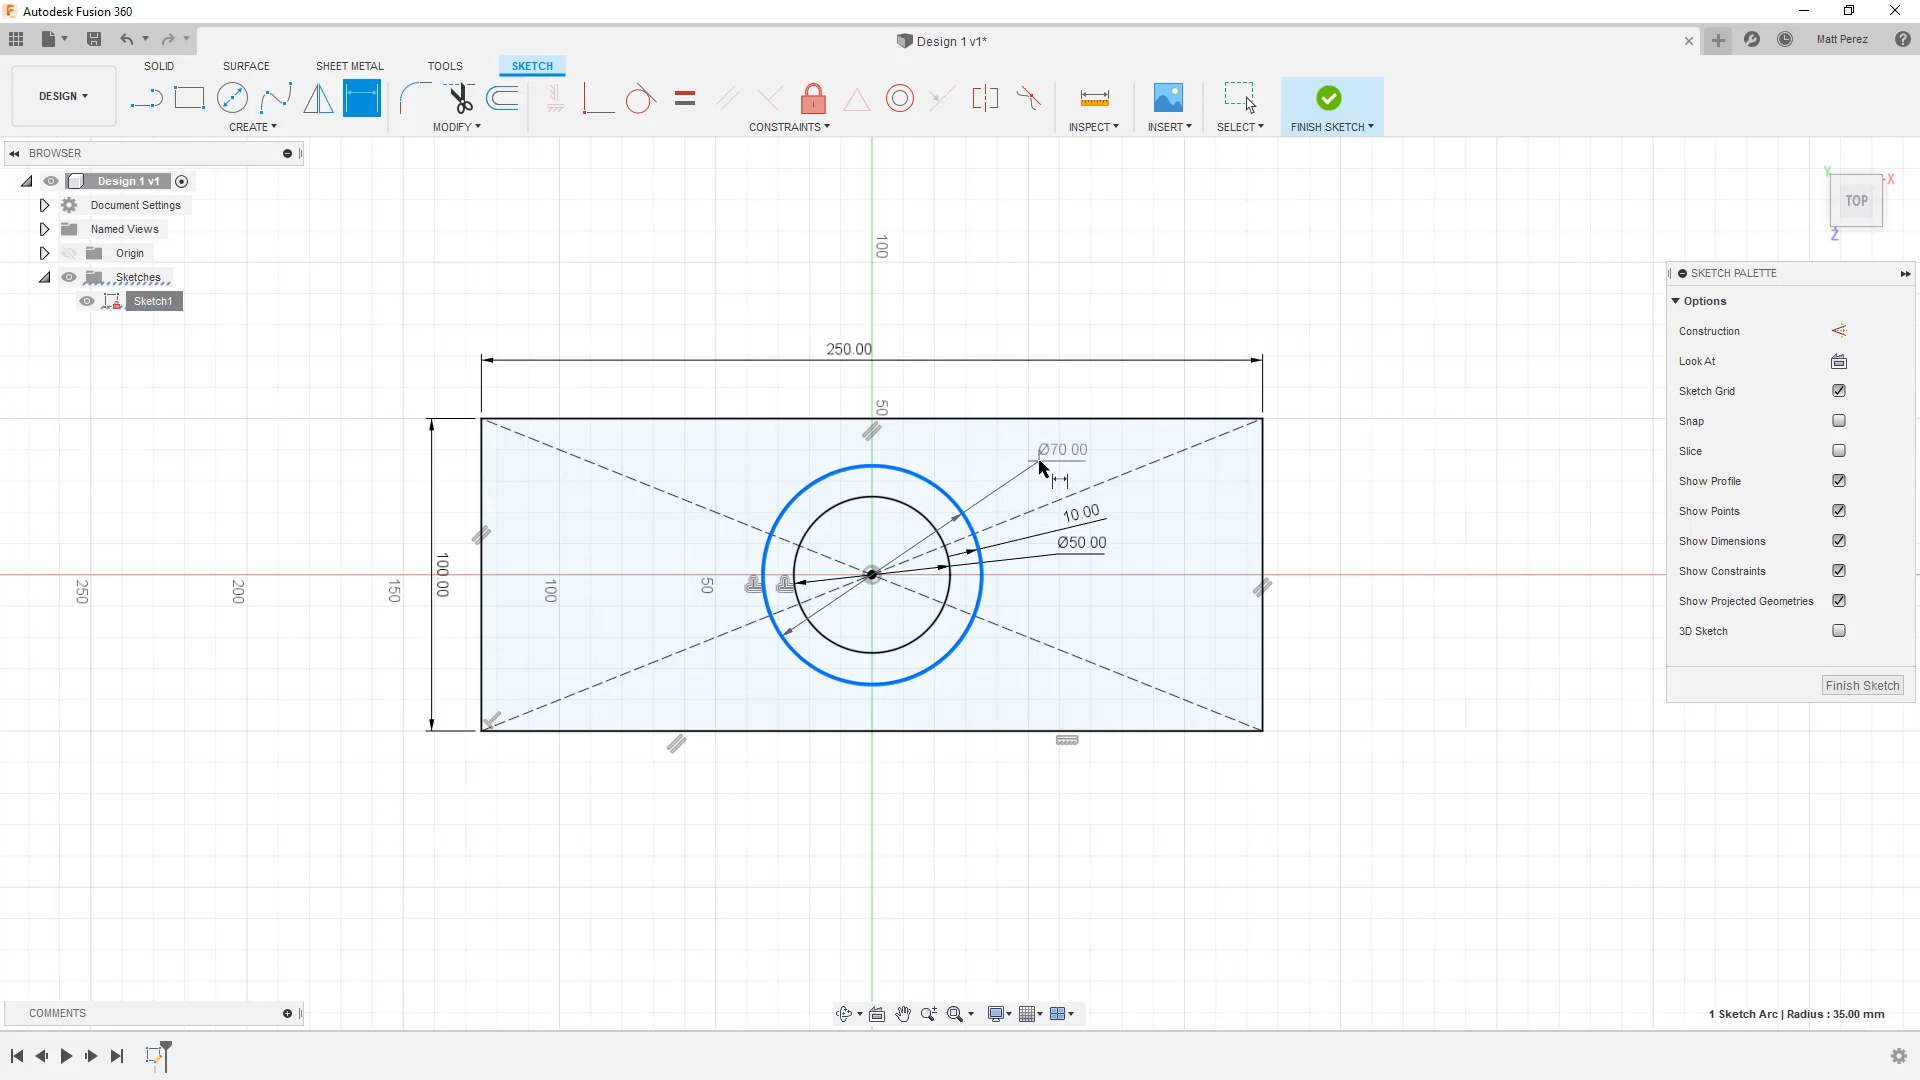 Autodesk Fusion 360
Design 1 v1*
Matt Perez
SOLID
SURFACE
SHEET METAL
TOOLS
SKETCH
DESIGN
CREATE
MODIFY
CONSTRAINTS
INSPECT
INSERT
SELECT
FINISH SKETCH
BROWSER
Design 1 v1
Document Settings
Named Views
Origin
Sketches
Sketch1
TOP
X
Y
Z
SKETCH PALETTE
Options
Construction
Look At
Sketch Grid
Snap
Slice
Show Profile
Show Points
Show Dimensions
Show Constraints
Show Projected Geometries
3D Sketch
Finish Sketch
100
250.00
50
Ø70.00
10.00
Ø50.00
100.00
250
200
150
100
50
COMMENTS
1 Sketch Arc | Radius : 35.00 mm